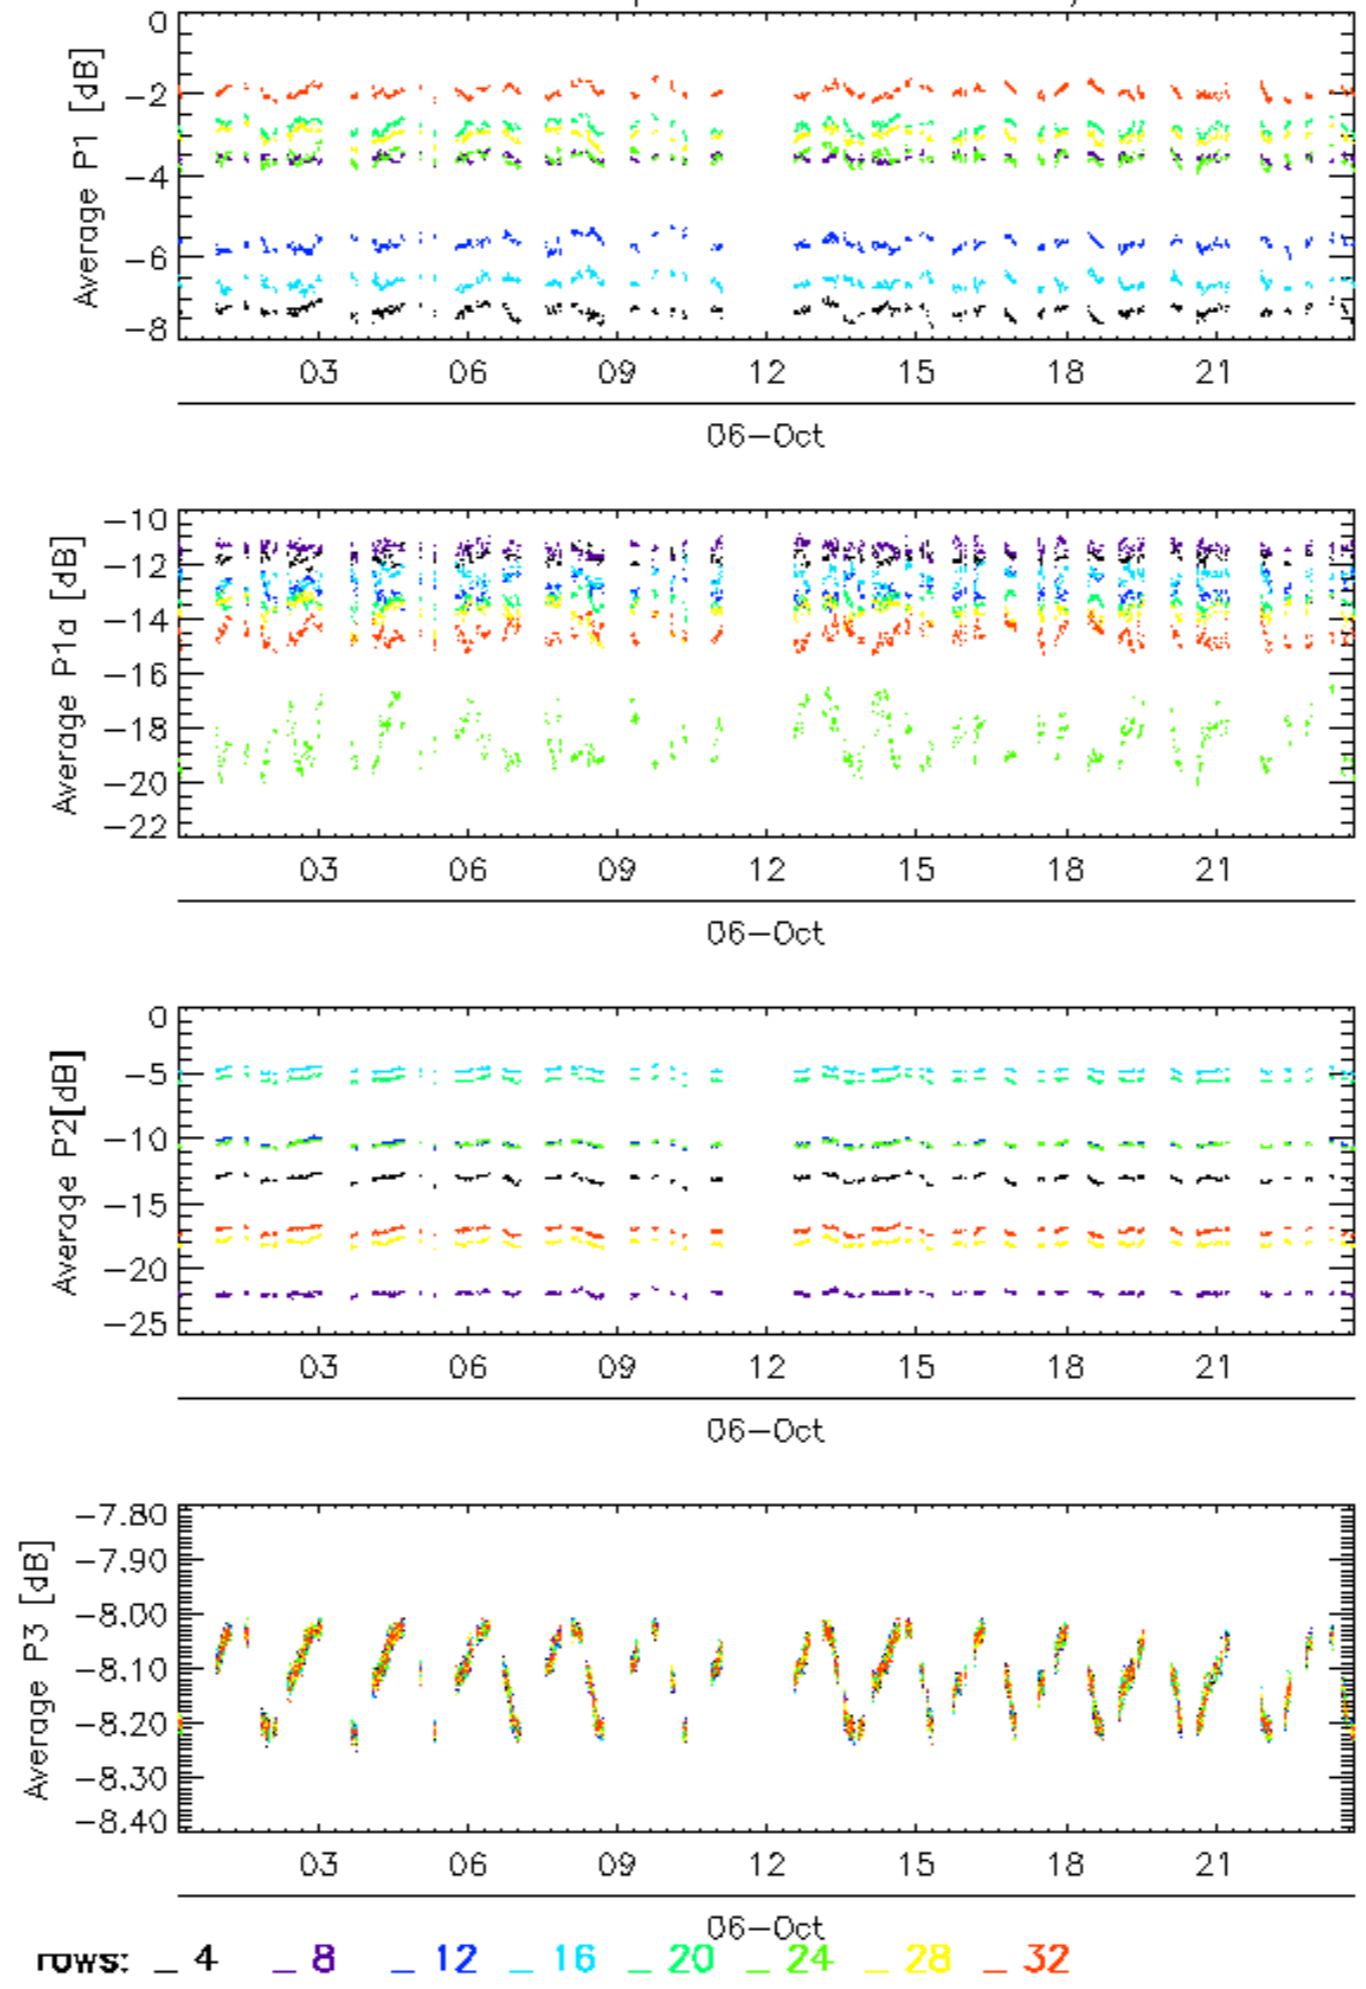 0
−2
−4
−6
−8
Average P1 [dB]
03 06 09 12 15 18 21
06−Oct
−10
−12
−14
−16
−18
−20
−22
Average P1a [dB]
03 06 09 12 15 18 21
06−Oct
0
−5
−10
−15
−20
−25
Average P2[dB]
03 06 09 12 15 18 21
06−Oct
−7.80
−7.90
−8.00
−8.10
−8.20
−8.30
−8.40
Average P3 [dB]
03 06 09 12 15 18 21
06−Oct
rows: _ 4 _ 8 _ 12 _ 16 _ 20 _ 24 _ 28 _ 32